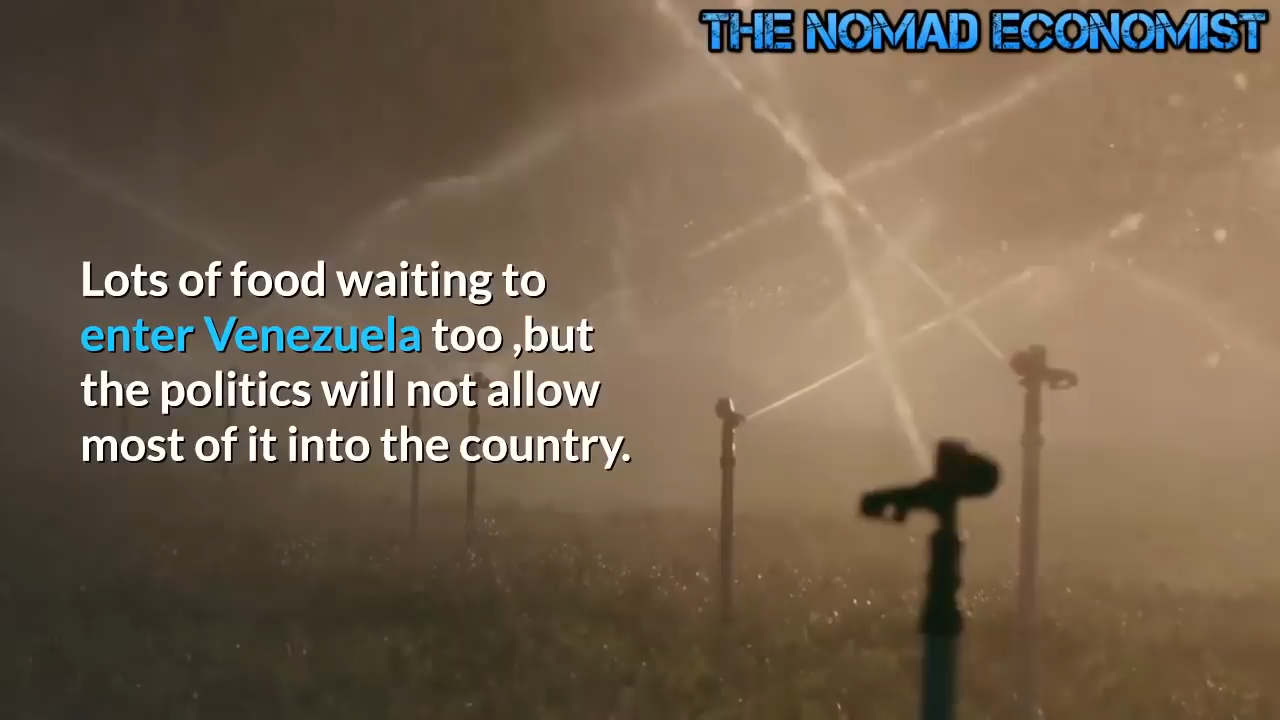 THE NOMAD ECONOMIST
Lots of food waiting to
enter Venezuela too ,but
the politics will not allow
most of it into the country.